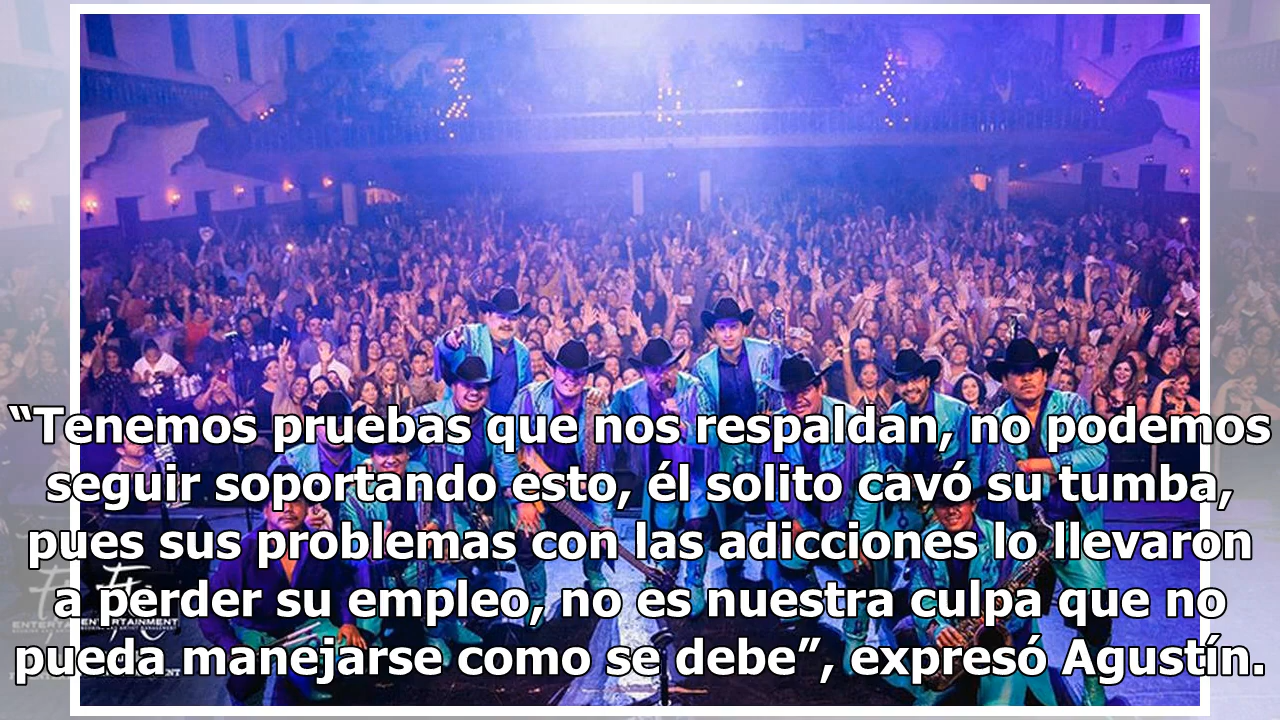 “Tenemos pruebas que nos respaldan, no podemos
seguir soportando esto, él solito cavó su tumba,
pues sus problemas con las adicciones lo llevaron
a perder su empleo, no es nuestra culpa que no
pueda manejarse como se debe”, expresó Agustín.
ENTERTAINMENT